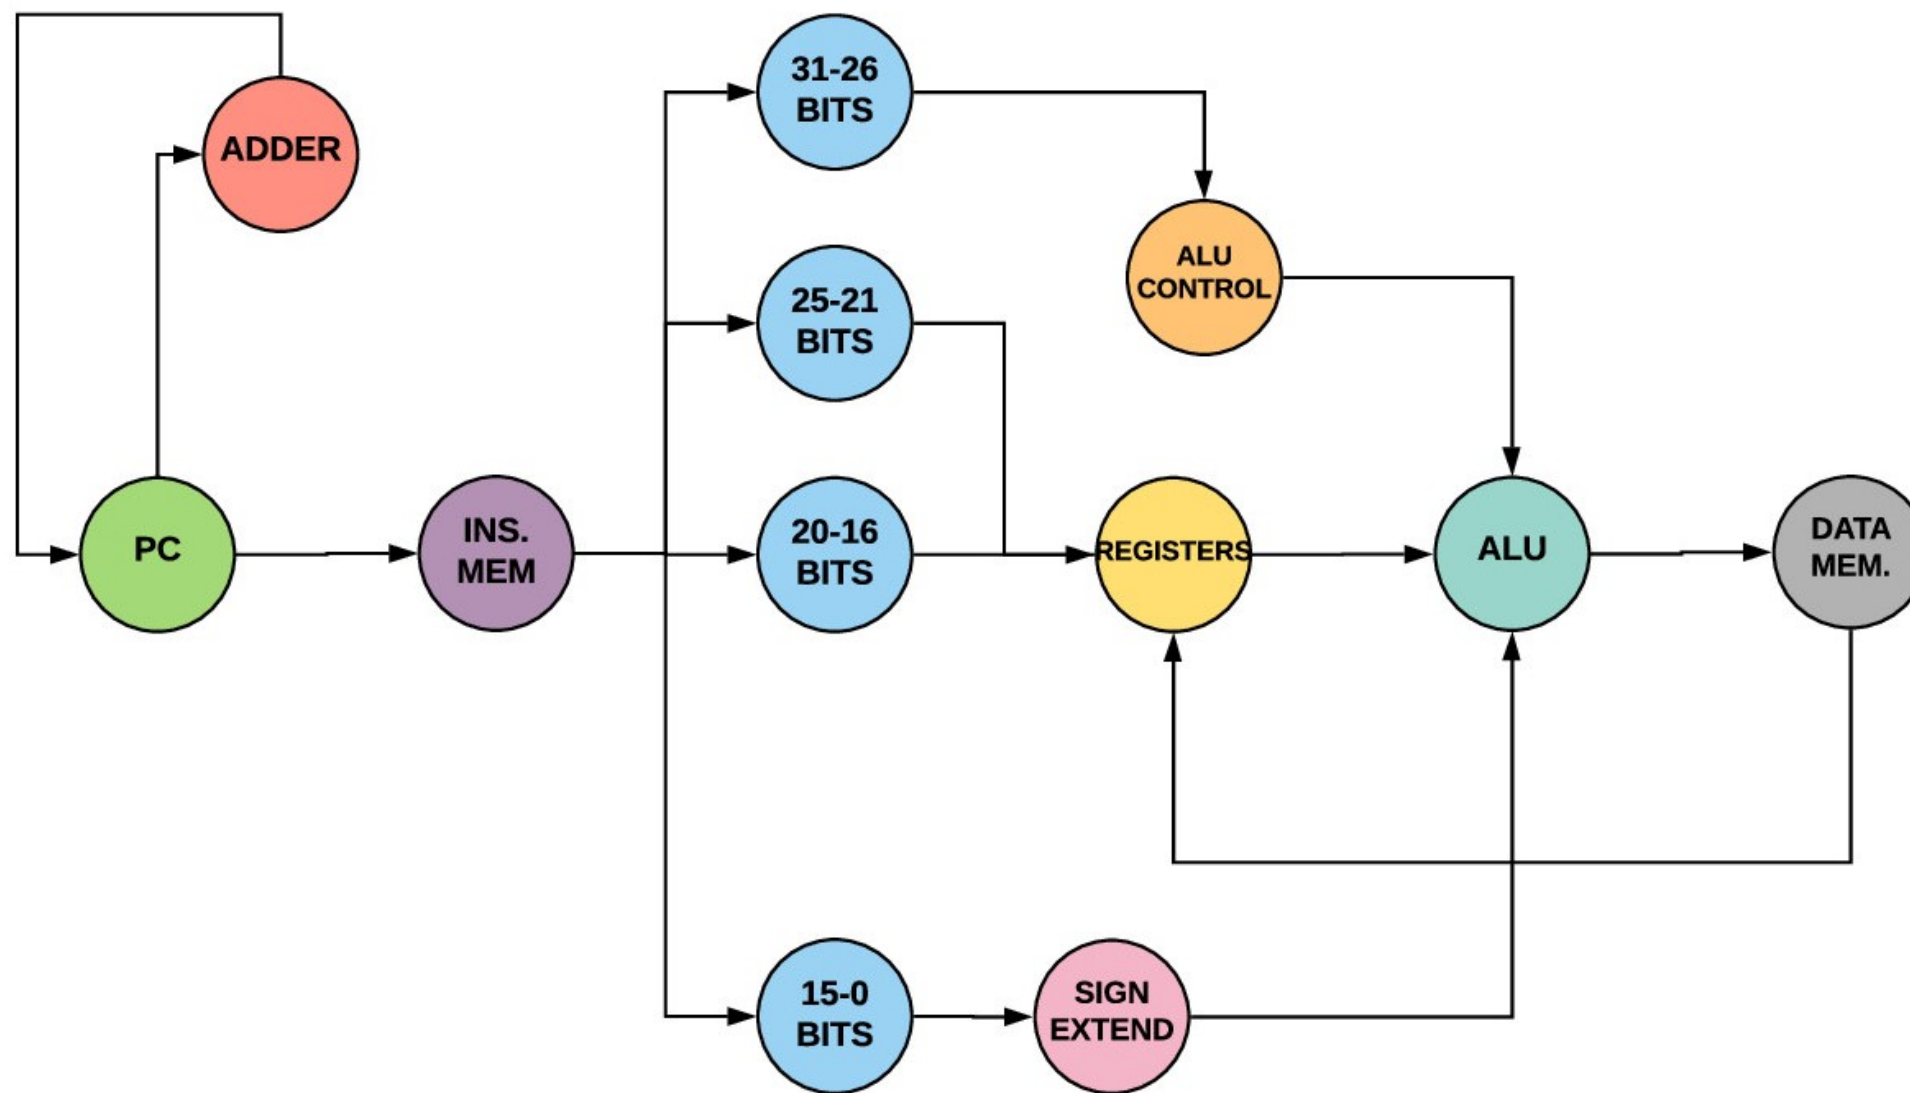 31-26
BITS
ADDER
25-21
BITS
ALU
CONTROL
PC
INS.
MEM
20-16
BITS
REGISTERS
ALU
DATA
MEM.
15-0
BITS
SIGN
EXTEND